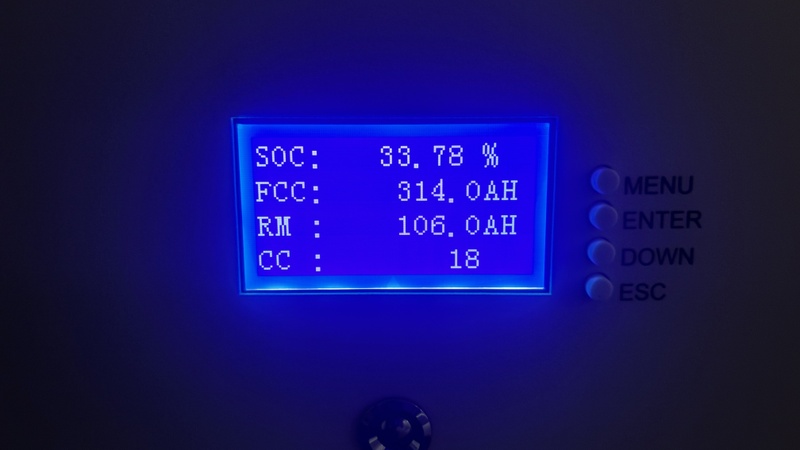 SOC: 33.78 %
FCC: 314.0AH
RM : 106.0AH
CC : 18
MENU
ENTER
DOWN
ESC